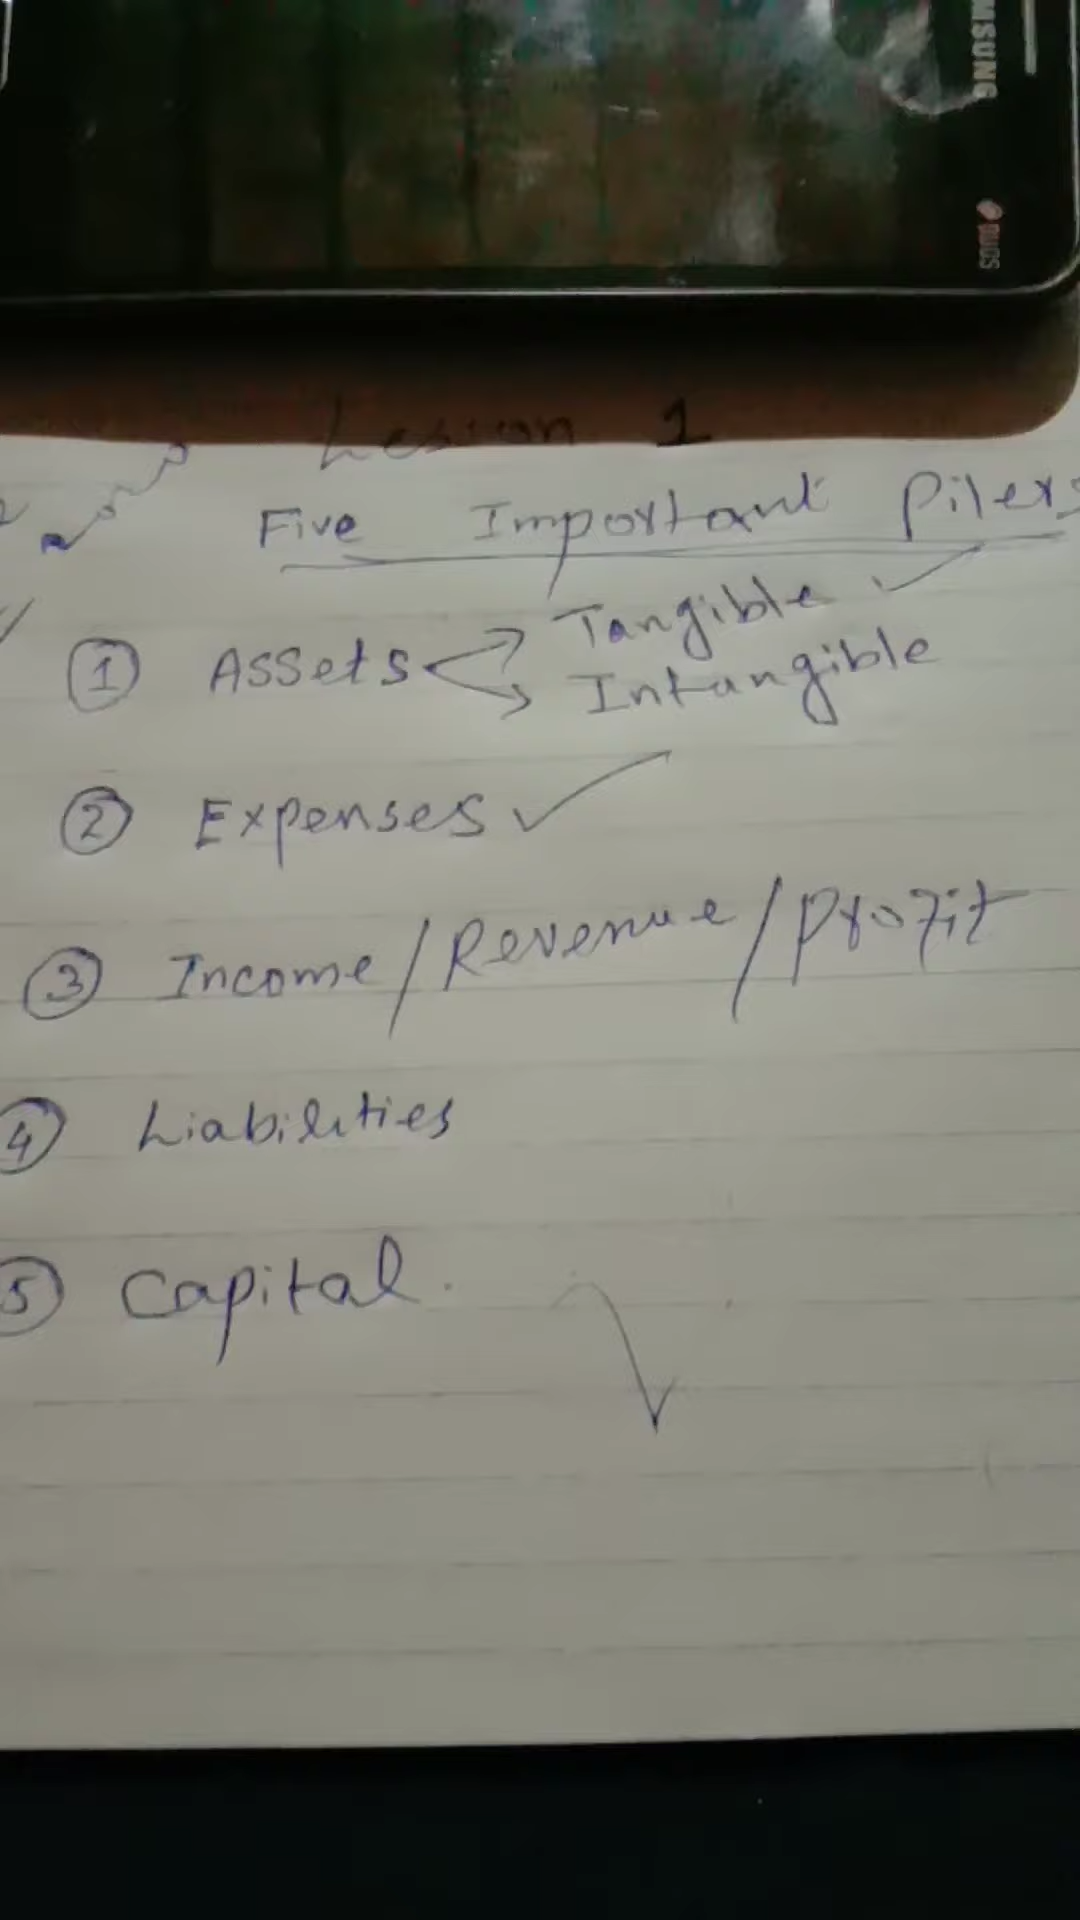 SAMSUNG
DUOS
Lesson 1
Five Important Pilers
1 Assets Tangible
Intangible
2 Expenses
3 Income/Revenue/Profit
4 Liabilities
5 Capital.